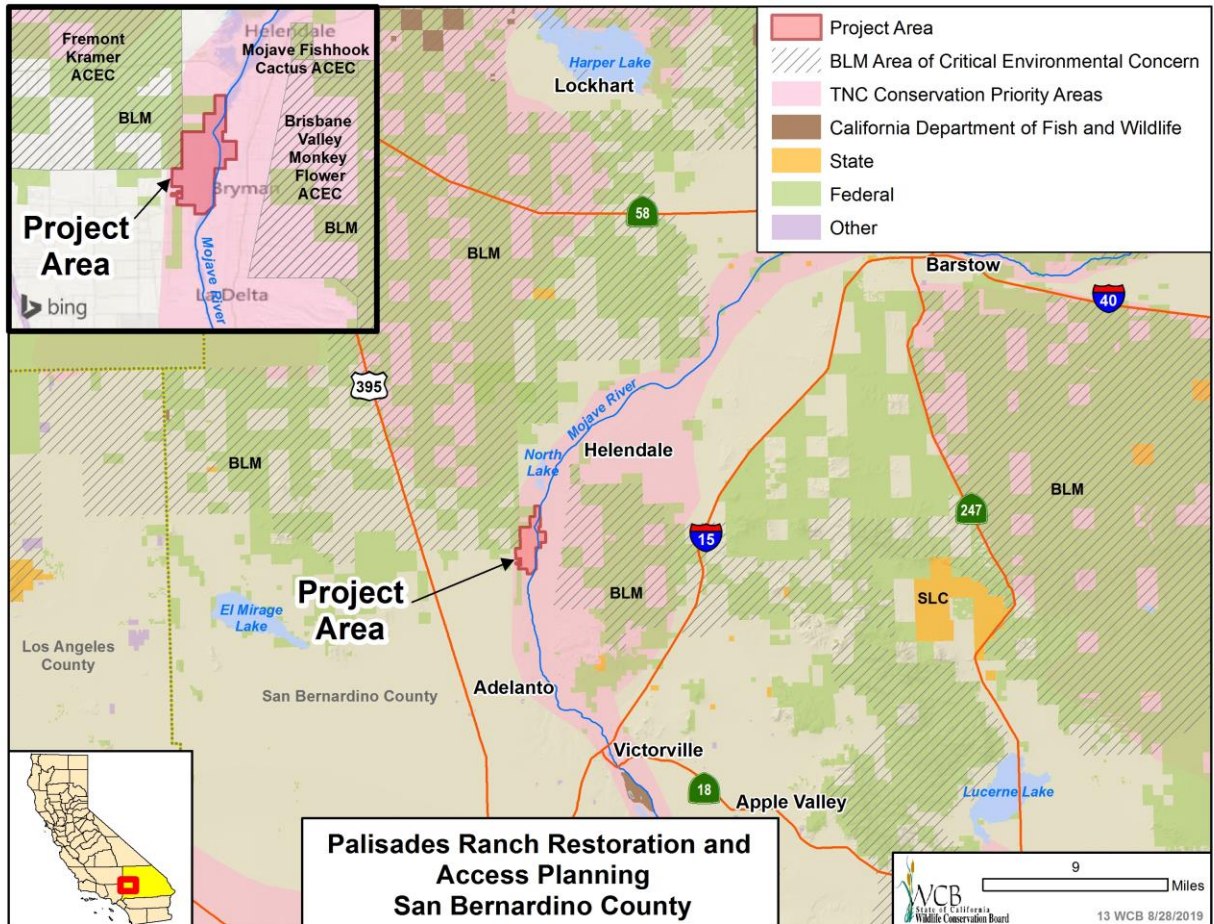 Helendale
Fremont
Kramer
ACEC
Mojave Fishhook
Cactus ACEC
BLM
Brisbane
Valley
Monkey
Flower
ACEC
Bryman
Project
Area
BLM
Mojave River
La Delta
bing
Project Area
BLM Area of Critical Environmental Concern
TNC Conservation Priority Areas
California Department of Fish and Wildlife
State
Federal
Other
Harper Lake
Lockhart
58
BLM
Barstow
40
395
Mojave River
Helendale
North
Lake
BLM
BLM
247
15
Project
Area
BLM
SLC
El Mirage
Lake
Los Angeles
County
San Bernardino County
Adelanto
Victorville
18
Apple Valley
Lucerne Lake
Palisades Ranch Restoration and
Access Planning
San Bernardino County
WCB
State of California
Wildlife Conservation Board
9
Miles
13 WCB 8/28/2019